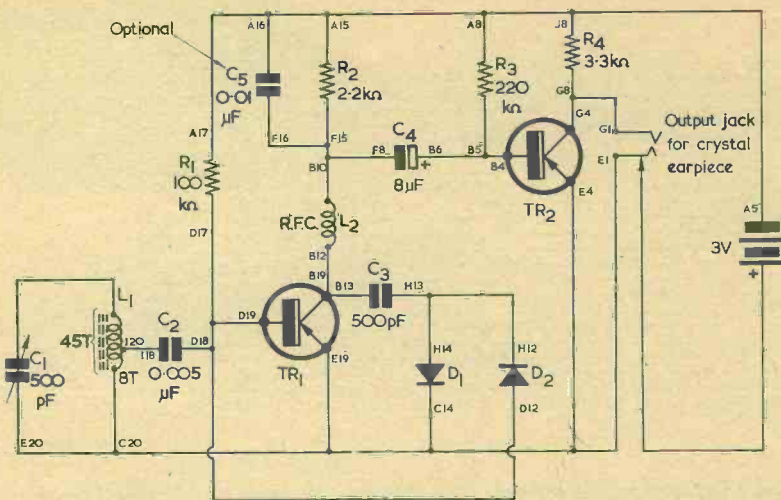 Optional
A16
A15
A8
J8
C5
0·01
µF
R2
2·2kΩ
R3
220
kΩ
R4
3·3kΩ
G8
G4
G1
E1
Output jack
for crystal
earpiece
A17
F16
F15
R1
100
kΩ
B10
F8
C4
B6
B5
B4
8µF
TR2
E4
A5
3V
+
+
D17
R.F.C.
L2
B12
B19
B13
C3
H13
500pF
L1
45T
C2
D19
D18
I20
I18
8T
0·005
µF
C1
500
pF
TR1
E19
H14
D1
C14
H12
D2
D12
E20
C20